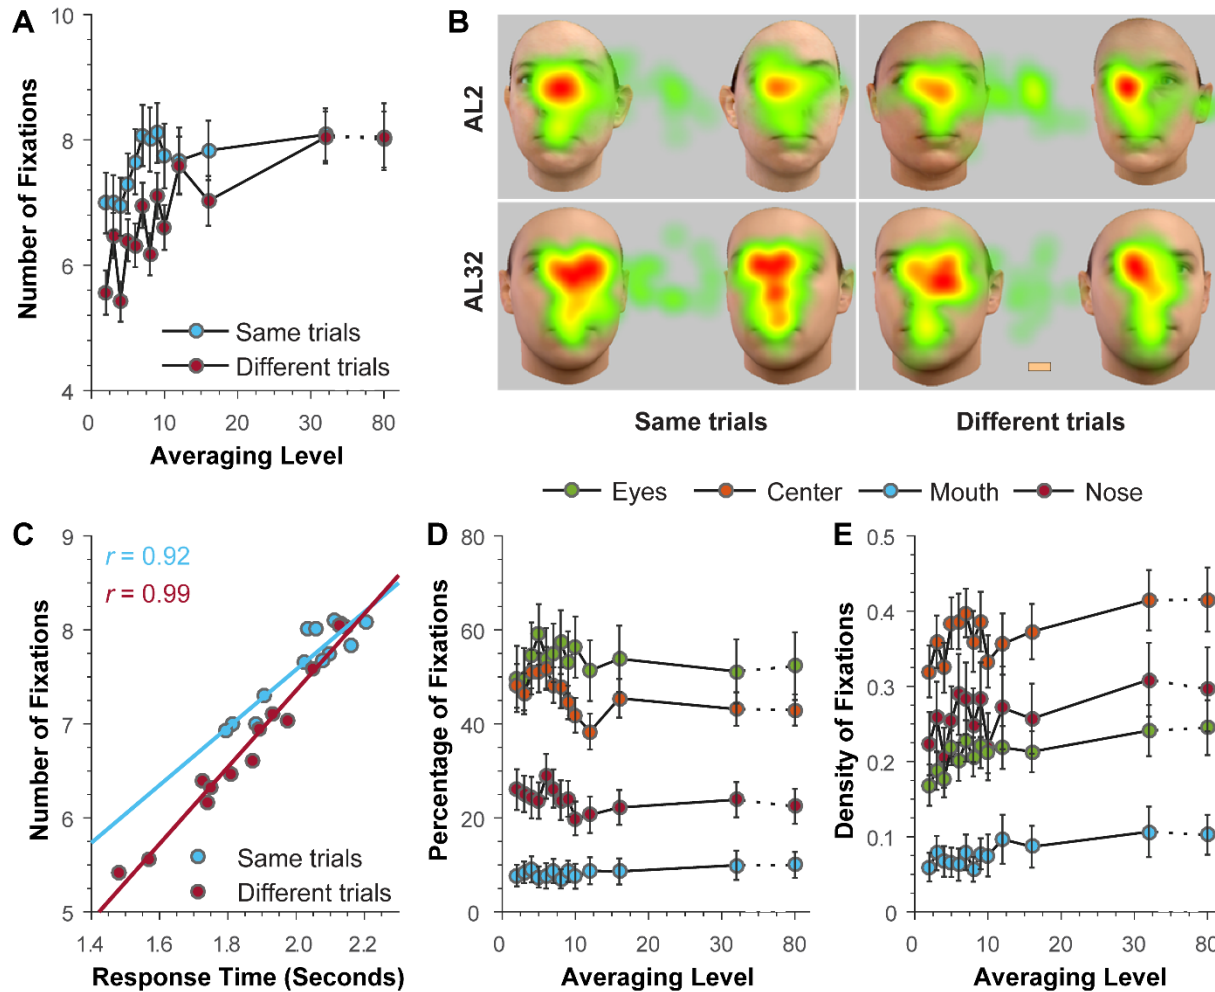 A
10
8
6
4
Number of Fixations
Same trials
Different trials
0 10 20 30 80
Averaging Level
B
AL2
AL32
Same trials Different trials
Eyes Center Mouth Nose
C
r = 0.92
r = 0.99
9
8
7
6
5
Number of Fixations
Same trials
Different trials
1.4 1.6 1.8 2.0 2.2
Response Time (Seconds)
D
80
60
40
20
0
Percentage of Fixations
0 10 20 30 80
Averaging Level
E
0.5
0.4
0.3
0.2
0.1
0
Density of Fixations
0 10 20 30 80
Averaging Level